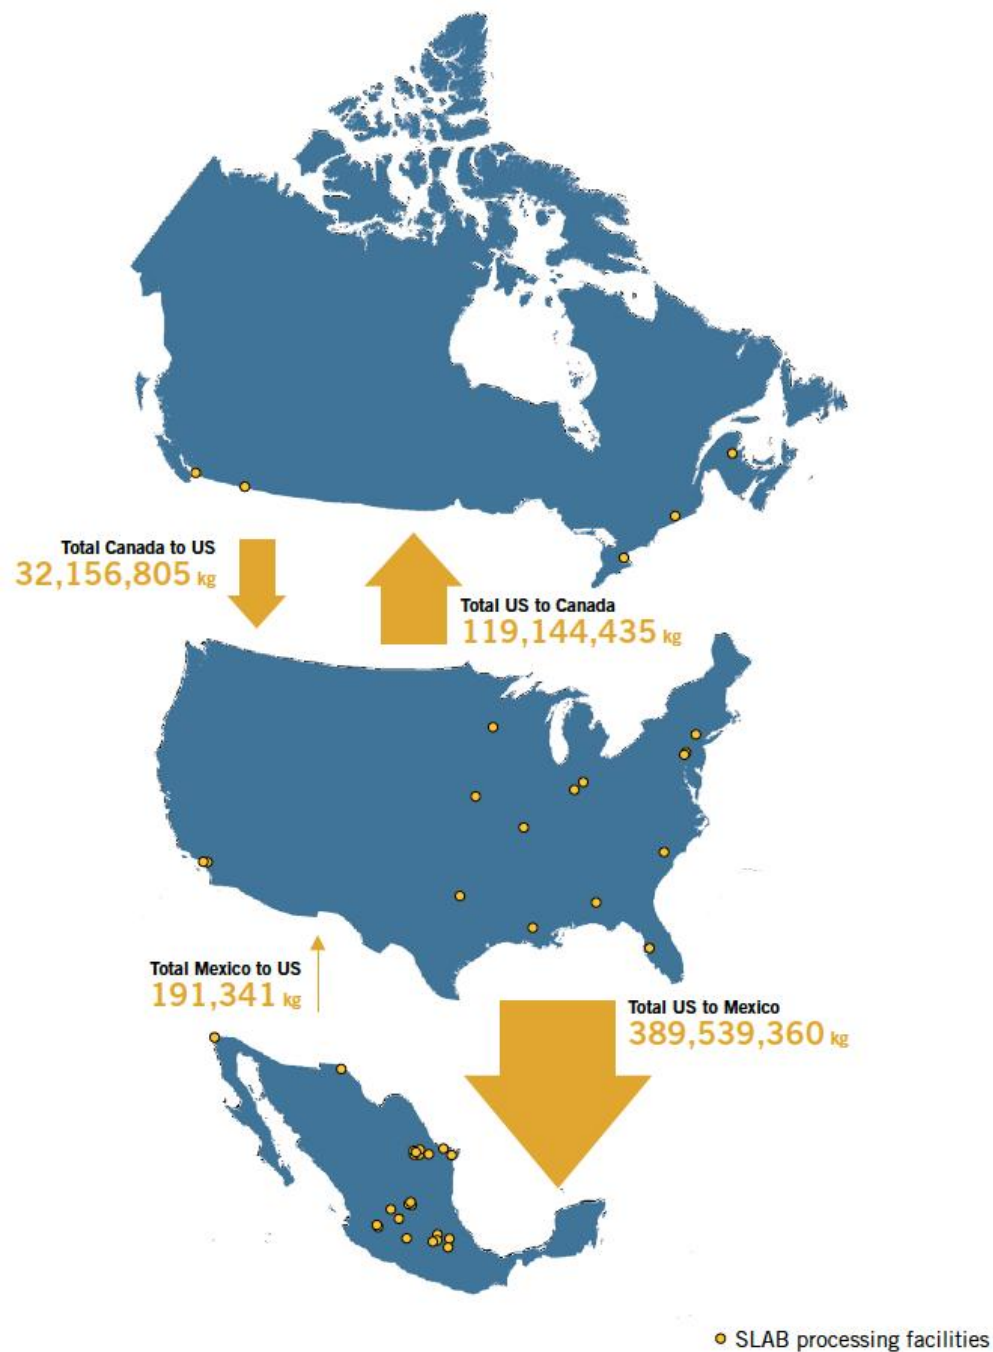 Total Canada to US
32,156,805 kg
Total US to Canada
119,144,435 kg
Total Mexico to US
191,341 kg
Total US to Mexico
389,539,360 kg
SLAB processing facilities